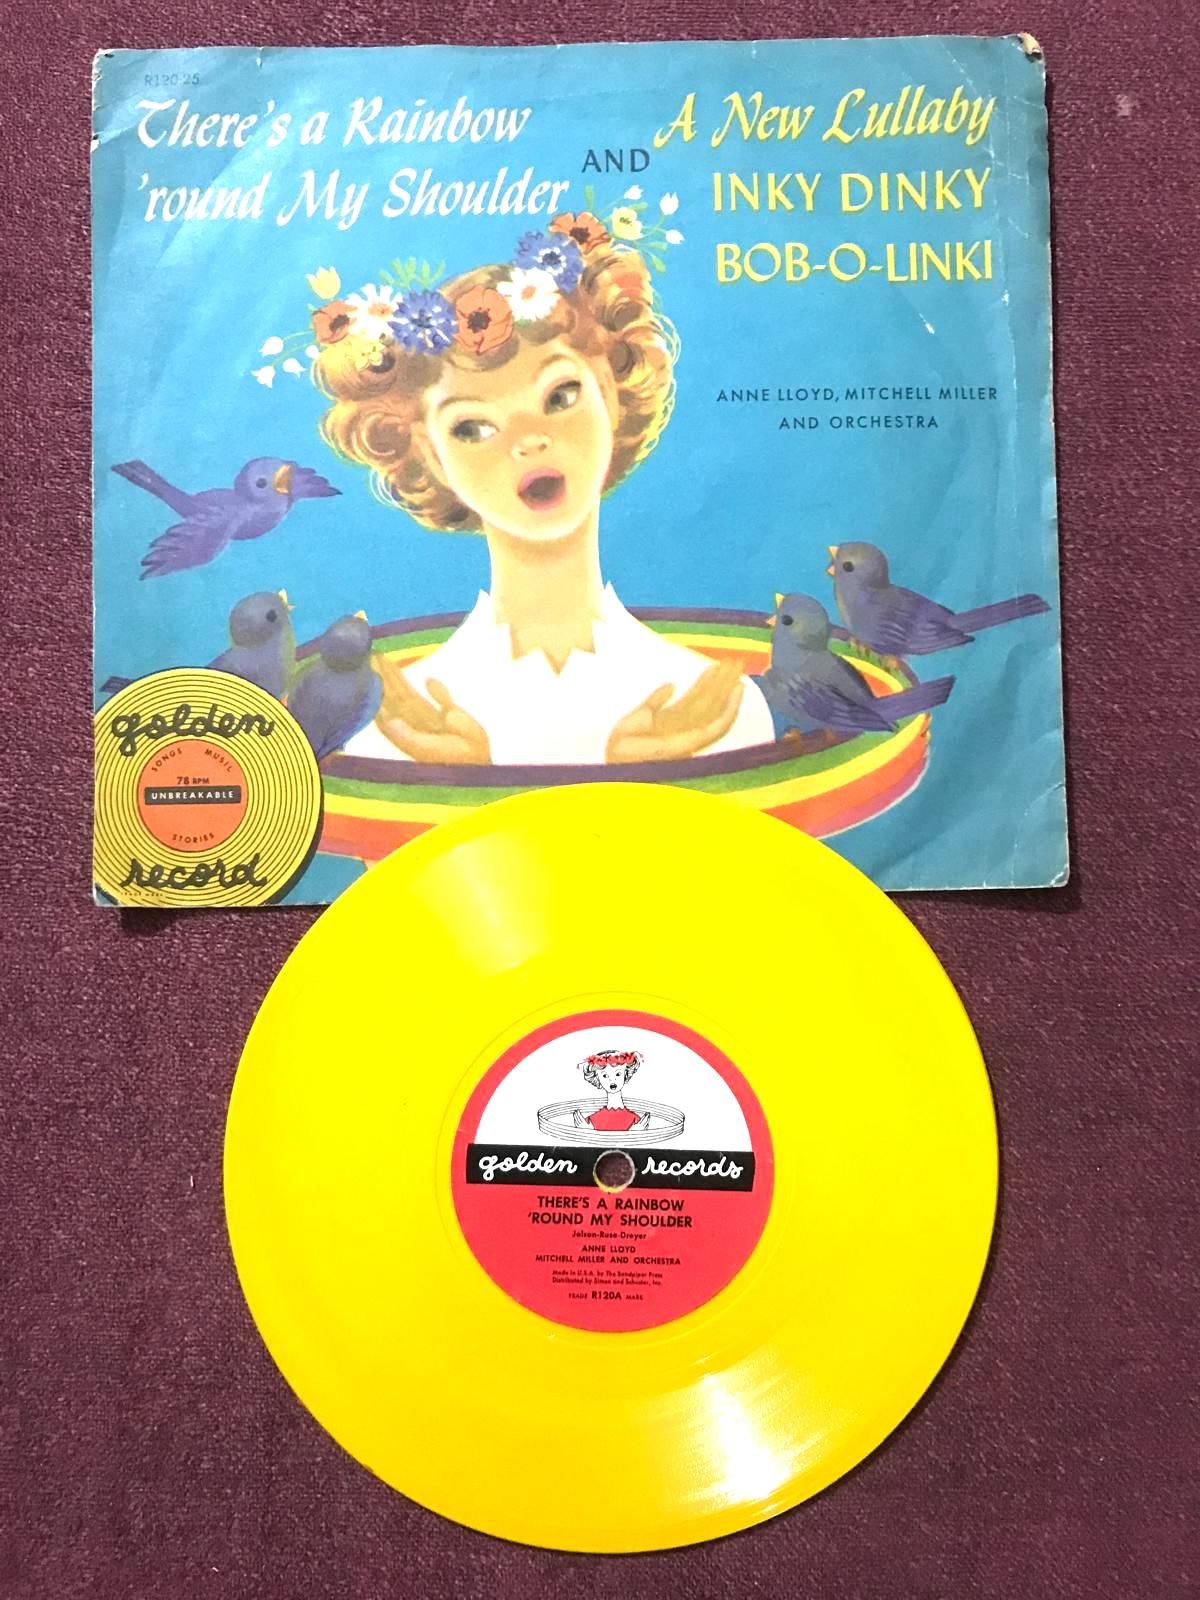 R120-25
There's a Rainbow
'round My Shoulder
AND
A New Lullaby
INKY DINKY
BOB-O-LINKI
ANNE LLOYD, MITCHELL MILLER
AND ORCHESTRA
golden
SONGS MUSIC
78 RPM
UNBREAKABLE
STORIES
record
TRADE MARK
golden records
THERE'S A RAINBOW
'ROUND MY SHOULDER
Jolson-Rose-Dreyer
ANNE LLOYD
MITCHELL MILLER AND ORCHESTRA
Made in U.S.A. by The Sandpiper Press
Distributed by Simon and Schuster, Inc.
TRADE R120A MARK